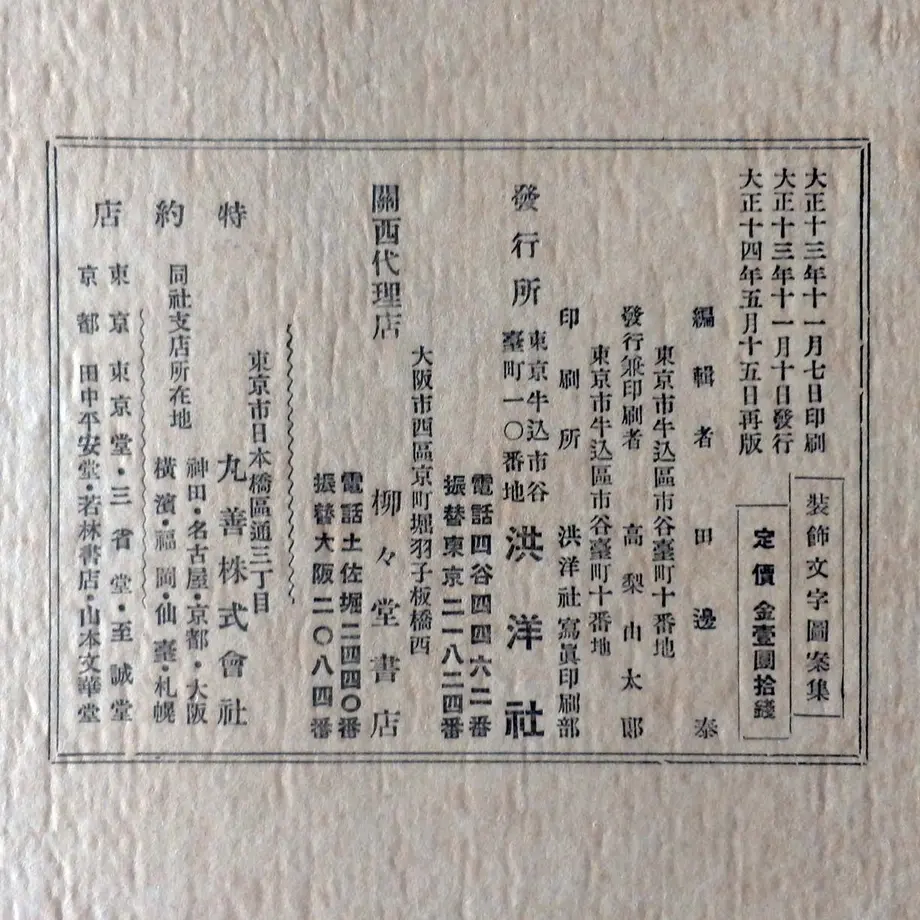 大正十三年十一月七日印刷
大正十三年十一月十日發行
大正十四年五月十五日再版
裝飾文字圖案集
定價 金壹圓拾錢
編輯者 田邊泰
東京市牛込區市谷臺町十番地
發行兼印刷者 高梨山太郎
東京市牛込區市谷臺町十番地
印刷所 洪洋社寫眞印刷部
發行所 東京牛込市谷
臺町一〇番地
洪洋社
電話四谷四四六二番
振替東京二一八二四番
大阪市西區京町堀羽子板橋西
關西代理店 柳々堂書店
電話土佐堀二四四〇番
振替大阪二〇八四番
特約店
東京市日本橋區通三丁目
丸善株式會社
同社支店所在地
神田・名古屋・京都・大阪
橫濱・福岡・仙臺・札幌
東京 東京堂・三省堂・至誠堂
京都 田中平安堂・若林書店・山本文華堂